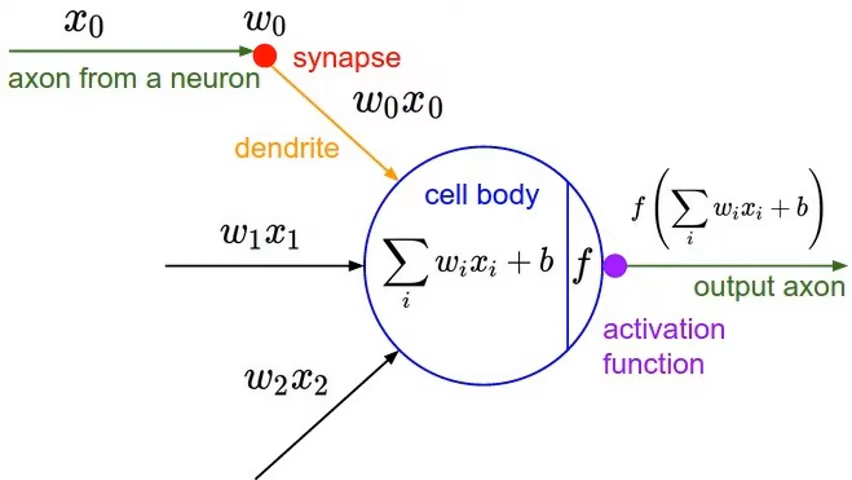 x₀ w₀
synapse
axon from a neuron
w₀x₀
dendrite
cell body
f(∑ᵢ wᵢxᵢ + b)
w₁x₁
∑ᵢ wᵢxᵢ + b f
output axon
activation
function
w₂x₂